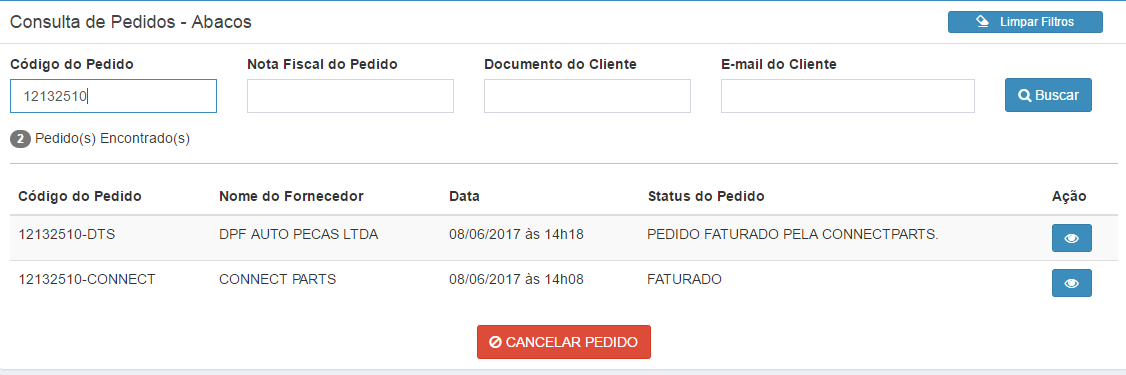 Consulta de Pedidos - Abacos
Limpar Filtros
Código do Pedido Nota Fiscal do Pedido Documento do Cliente E-mail do Cliente
12132510
Buscar
2 Pedido(s) Encontrado(s)
Código do Pedido Nome do Fornecedor Data Status do Pedido Ação
12132510-DTS DPF AUTO PECAS LTDA 08/06/2017 às 14h18 PEDIDO FATURADO PELA CONNECTPARTS.
12132510-CONNECT CONNECT PARTS 08/06/2017 às 14h08 FATURADO
CANCELAR PEDIDO